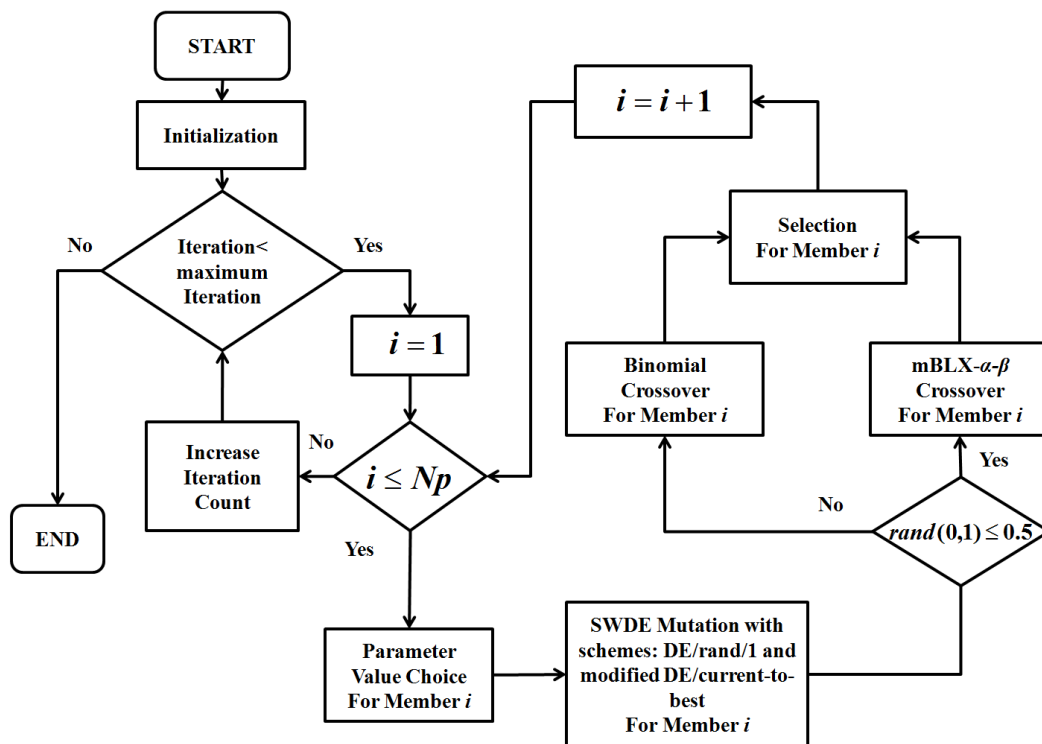 START
Initialization
Iteration<
maximum
Iteration
No
Yes
i = 1
i ≤ Np
No
Yes
Increase
Iteration
Count
END
Parameter
Value Choice
For Member i
SWDE Mutation with
schemes: DE/rand/1 and
modified DE/current-to-
best
For Member i
rand(0,1) ≤ 0.5
No
Yes
Binomial
Crossover
For Member i
mBLX-α-β
Crossover
For Member i
Selection
For Member i
i = i + 1